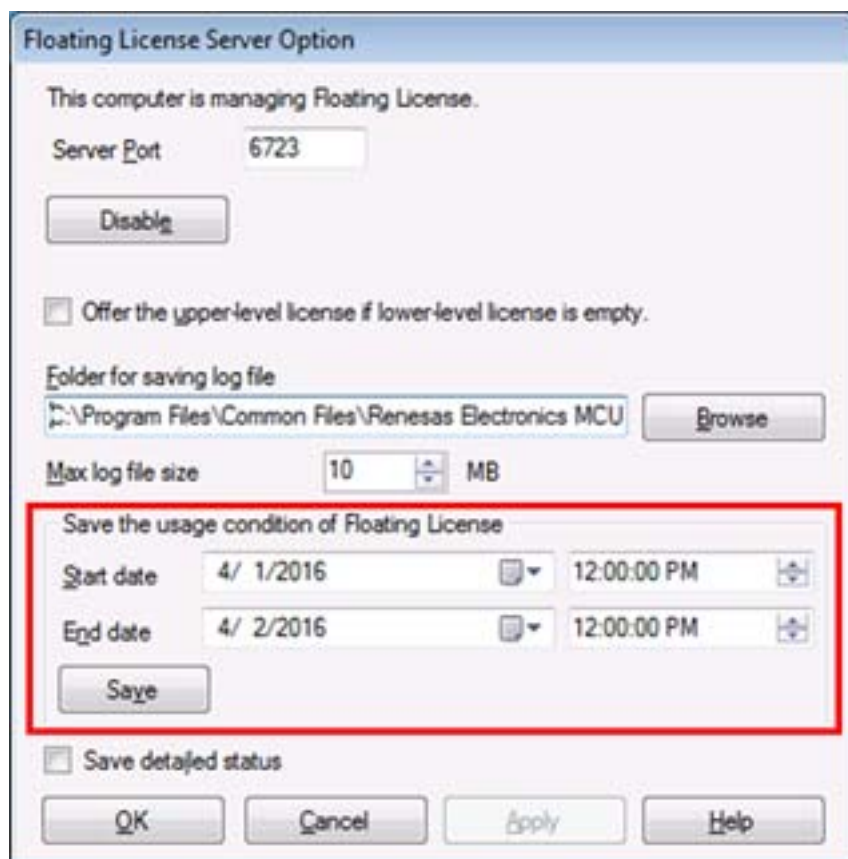 Floating License Server Option
This computer is managing Floating License.
Server Port 6723
Disable
Offer the upper-level license if lower-level license is empty.
Folder for saving log file
C:\Program Files\Common Files\Renesas Electronics MCU Browse
Max log file size 10 MB
Save the usage condition of Floating License
Start date 4/ 1/2016 12:00:00 PM
End date 4/ 2/2016 12:00:00 PM
Save
Save detailed status
OK Cancel Apply Help